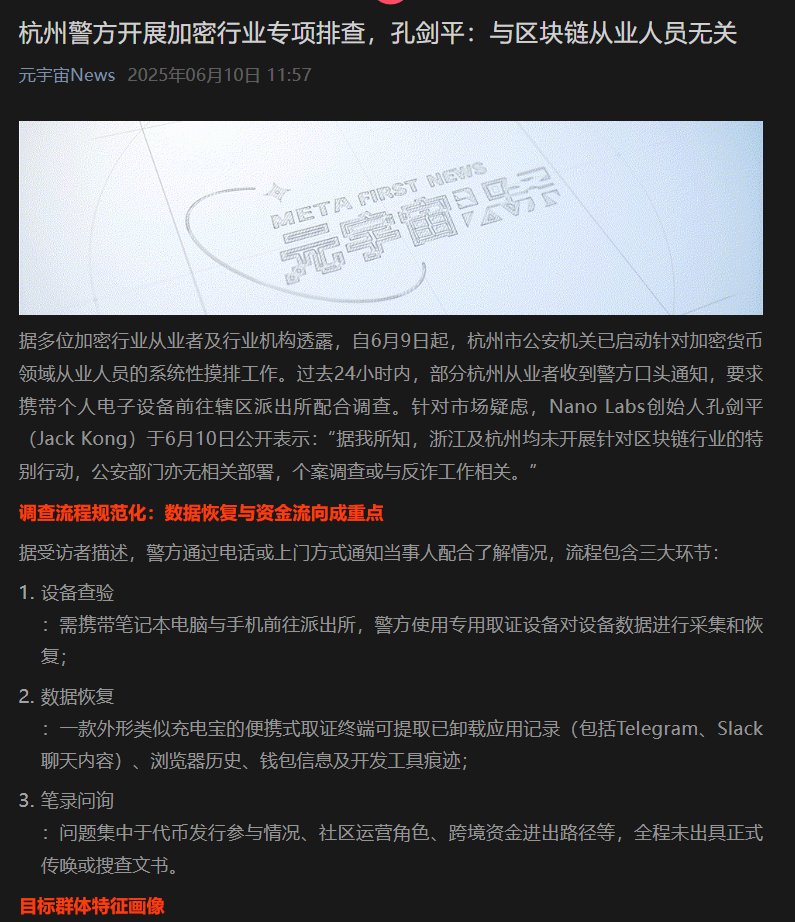 杭州警方开展加密行业专项排查，孔剑平：与区块链从业人员无关
元宇宙News 2025年06月10日 11:57
META FIRST NEWS
元宇宙
据多位加密行业从业者及行业机构透露，自6月9日起，杭州市公安机关已启动针对加密货币
领域从业人员的系统性摸排工作。过去24小时内，部分杭州从业者收到警方口头通知，要求
携带个人电子设备前往辖区派出所配合调查。针对市场疑虑，Nano Labs创始人孔剑平
（Jack Kong）于6月10日公开表示：“据我所知，浙江及杭州均未开展针对区块链行业的特
别行动，公安部门亦无相关部署，个案调查或与反诈工作相关。”
调查流程规范化：数据恢复与资金流向成重点
据受访者描述，警方通过电话或上门方式通知当事人配合了解情况，流程包含三大环节：
1. 设备查验
：需携带笔记本电脑与手机前往派出所，警方使用专用取证设备对设备数据进行采集和恢
复；
2. 数据恢复
：一款外形类似充电宝的便携式取证终端可提取已卸载应用记录（包括Telegram、Slack
聊天内容）、浏览器历史、钱包信息及开发工具痕迹；
3. 笔录问询
：问题集中于代币发行参与情况、社区运营角色、跨境资金进出路径等，全程未出具正式
传唤或搜查文书。
目标群体特征画像